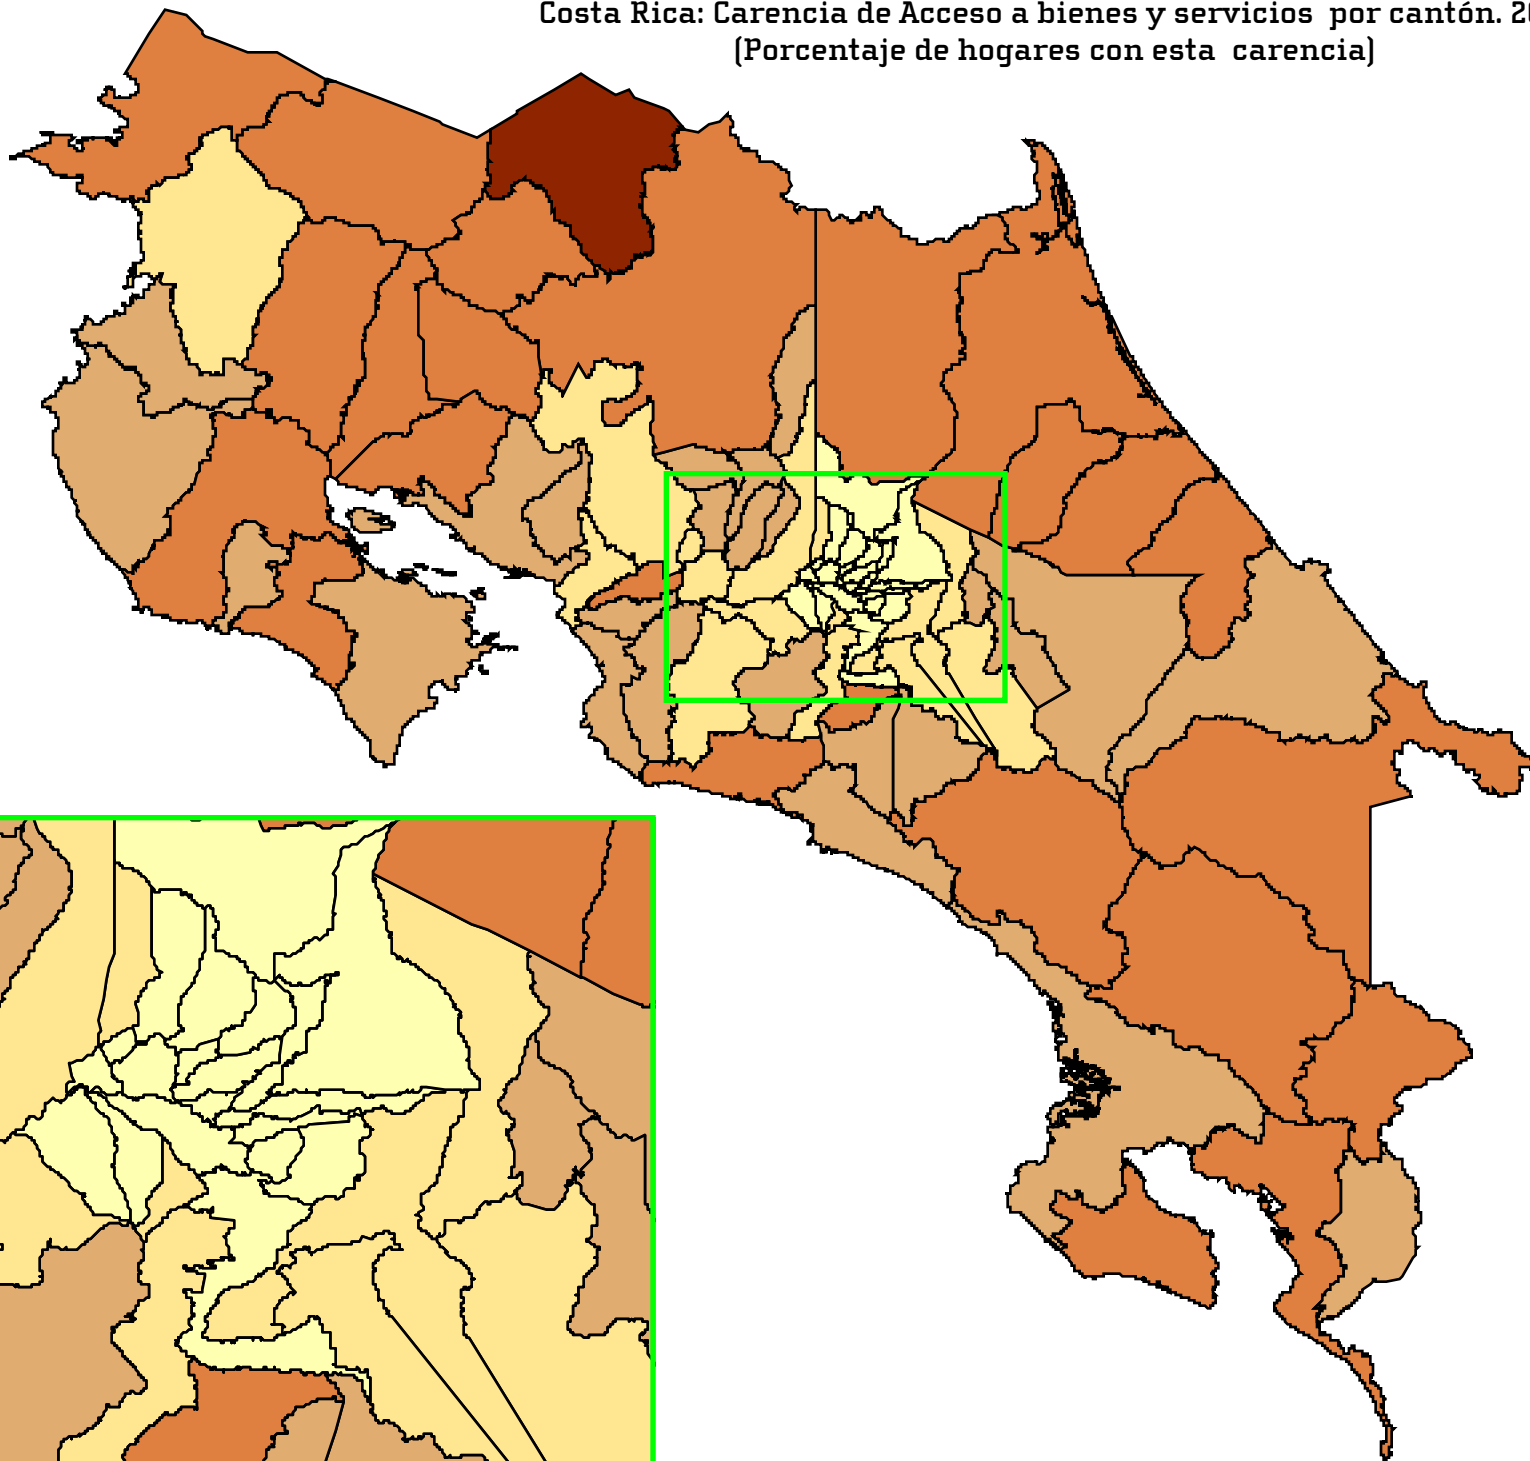 Costa Rica: Carencia de Acceso a bienes y servicios por cantón.
(Porcentaje de hogares con esta carencia)